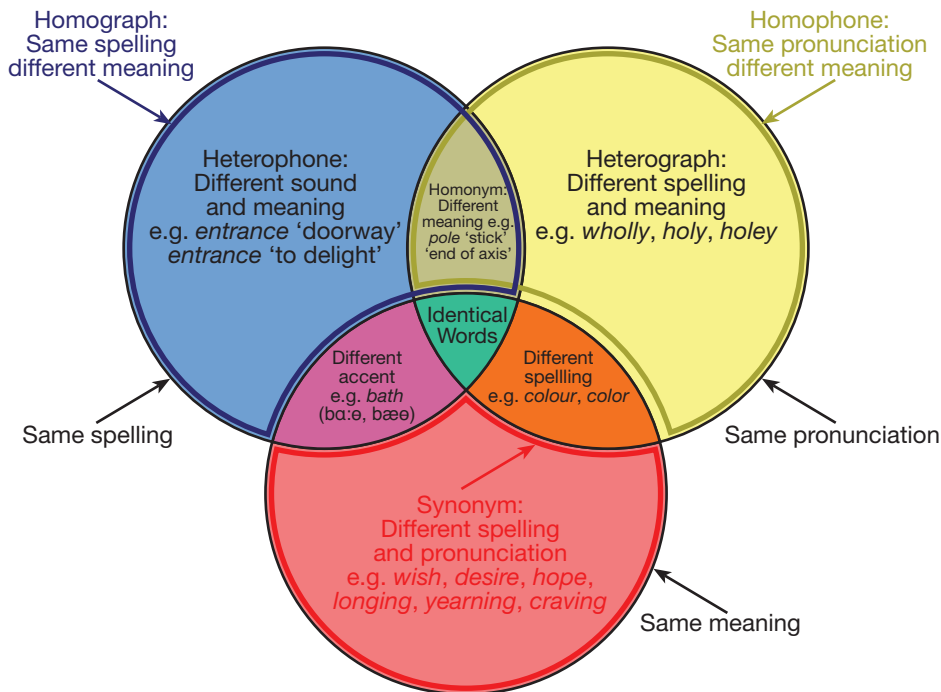 Homograph:
Same spelling
different meaning
Homophone:
Same pronunciation
different meaning
Heterophone:
Different sound
and meaning
e.g. entrance ‘doorway’
entrance ‘to delight’
Homonym:
Different
meaning e.g.
pole ‘stick’
‘end of axis’
Heterograph:
Different spelling
and meaning
e.g. wholly, holy, holey
Identical
Words
Different
accent
e.g. bath
(bɑ:ɵ, bæɵ)
Different
spellling
e.g. colour, color
Same spelling
Same pronunciation
Synonym:
Different spelling
and pronunciation
e.g. wish, desire, hope,
longing, yearning, craving
Same meaning